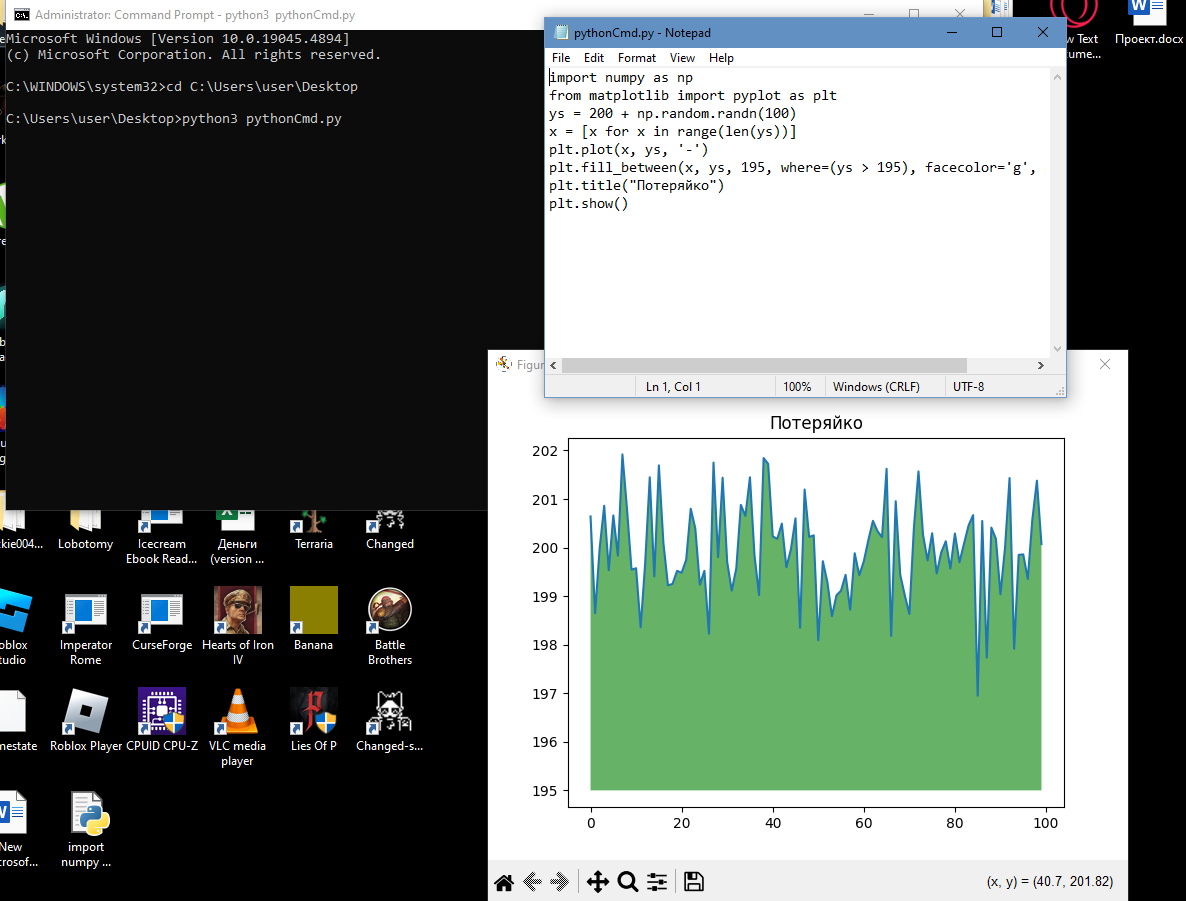 Administrator: Command Prompt - python3 pythonCmd.py
Microsoft Windows [Version 10.0.19045.4894]
(c) Microsoft Corporation. All rights reserved.
C:\WINDOWS\system32>cd C:\Users\user\Desktop
C:\Users\user\Desktop>python3 pythonCmd.py
pythonCmd.py - Notepad
File Edit Format View Help
import numpy as np
from matplotlib import pyplot as plt
ys = 200 + np.random.randn(100)
x = [x for x in range(len(ys))]
plt.plot(x, ys, '-')
plt.fill_between(x, ys, 195, where=(ys > 195), facecolor='g',
plt.title("Потеряйко")
plt.show()
Ln 1, Col 1 100% Windows (CRLF) UTF-8
Text
Проект.docx
Потеряйко
202
201
200
199
198
197
196
195
0 20 40 60 80 100
(x, y) = (40.7, 201.82)
Lobotomy
Icecream
Ebook Read...
Деньги
(version ...
Terraria
Changed
Imperator
Rome
CurseForge
Hearts of Iron
IV
Banana
Battle
Brothers
Roblox Player
CPUID CPU-Z
VLC media
player
Lies Of P
Changed-s...
New
import
numpy ...